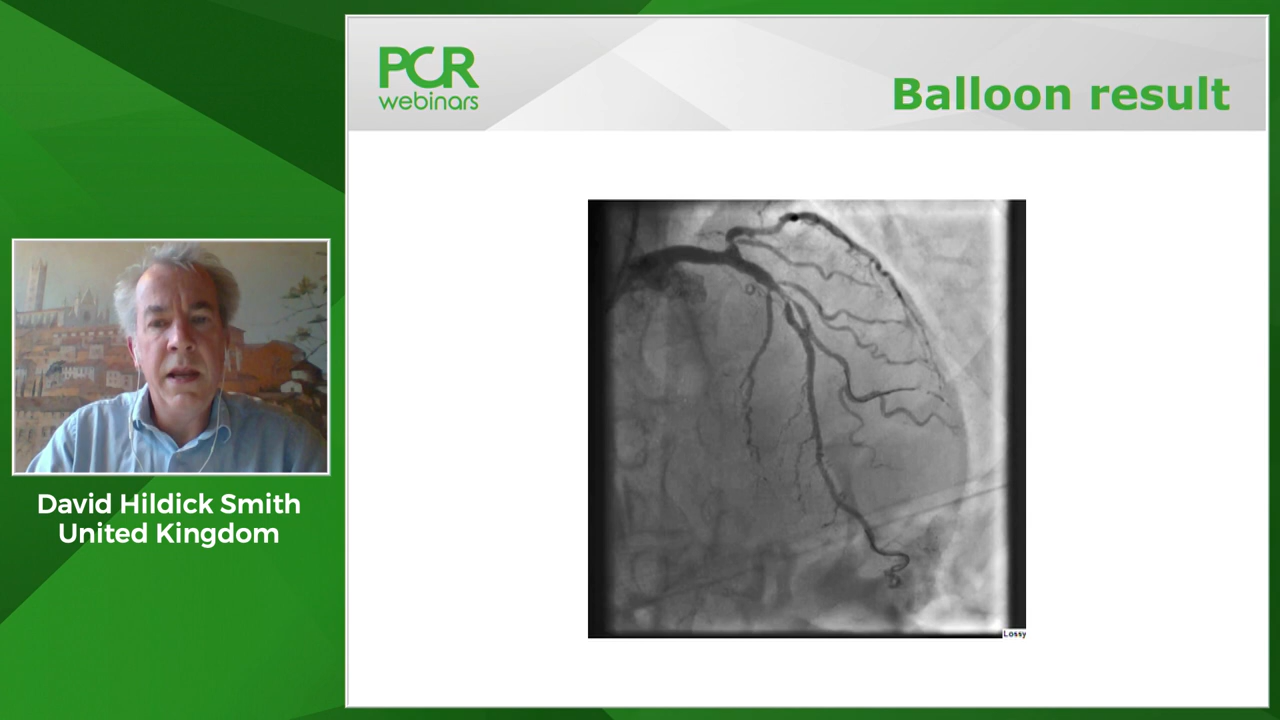 PCR
webinars
Balloon result
David Hildick Smith
United Kingdom
Lossy